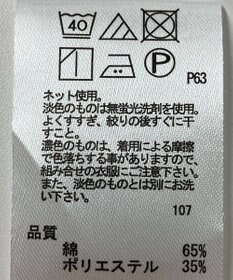 40
P
P63
ネット使用。
淡色のものは無蛍光洗剤を使用。
よくすすぎ、絞りの後すぐに干
すこと。
濃色のものは、着用による摩擦
で色落ちする事がありますので、
組み合せの衣服にご注意下さい。
また、淡色のものとは別にお洗
い下さい。
107
品質
綿 65%
ポリエステル 35%